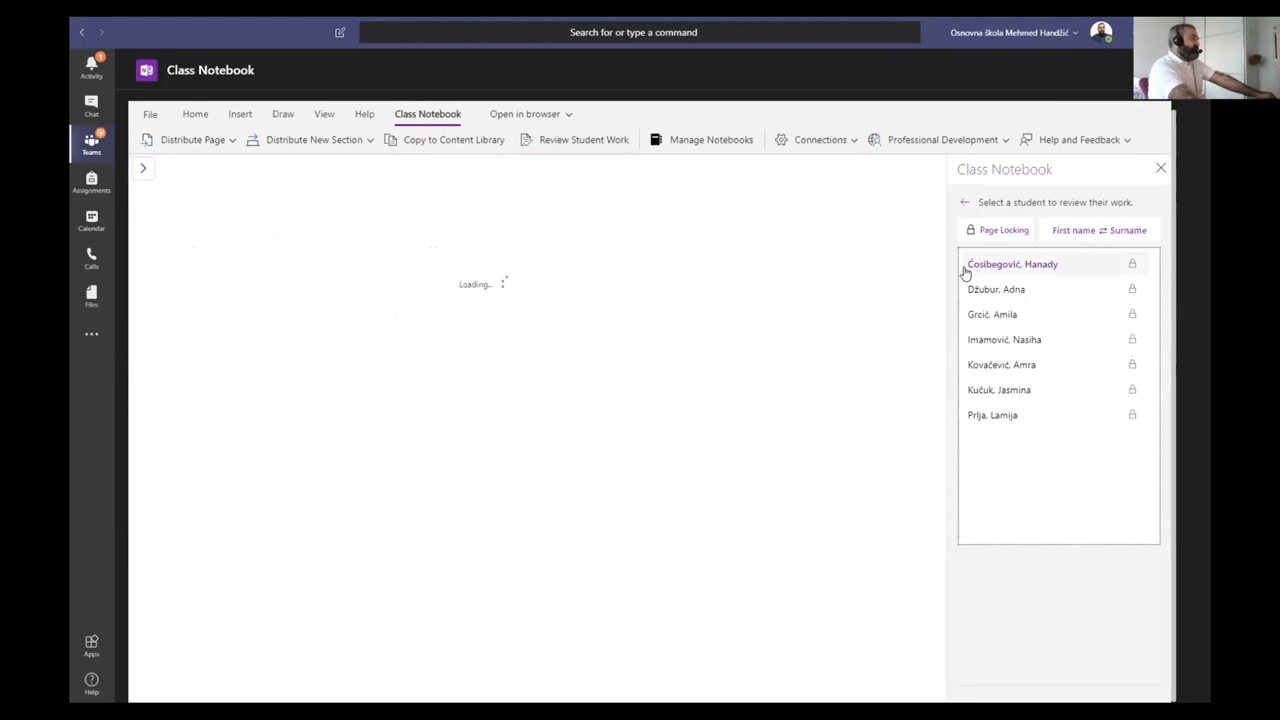 Search for or type a command
Osnovna škola Mehmed Handžić
Activity
Chat
Teams
Assignments
Calendar
Calls
Film
Apps
Help
Class Notebook
File Home Insert Draw View Help Class Notebook Open in browser
Distribute Page Distribute New Section Copy to Content Library Review Student Work Manage Notebooks Connections Professional Development Help and Feedback
Loading...
Class Notebook
Select a student to review their work.
Page Locking First name ⇄ Surname
Ćosibegović, Hanady
Džubur, Adna
Grcić, Amila
Imamović, Nasiha
Kovačević, Amra
Kučuk, Jasmina
Prlja, Lamija